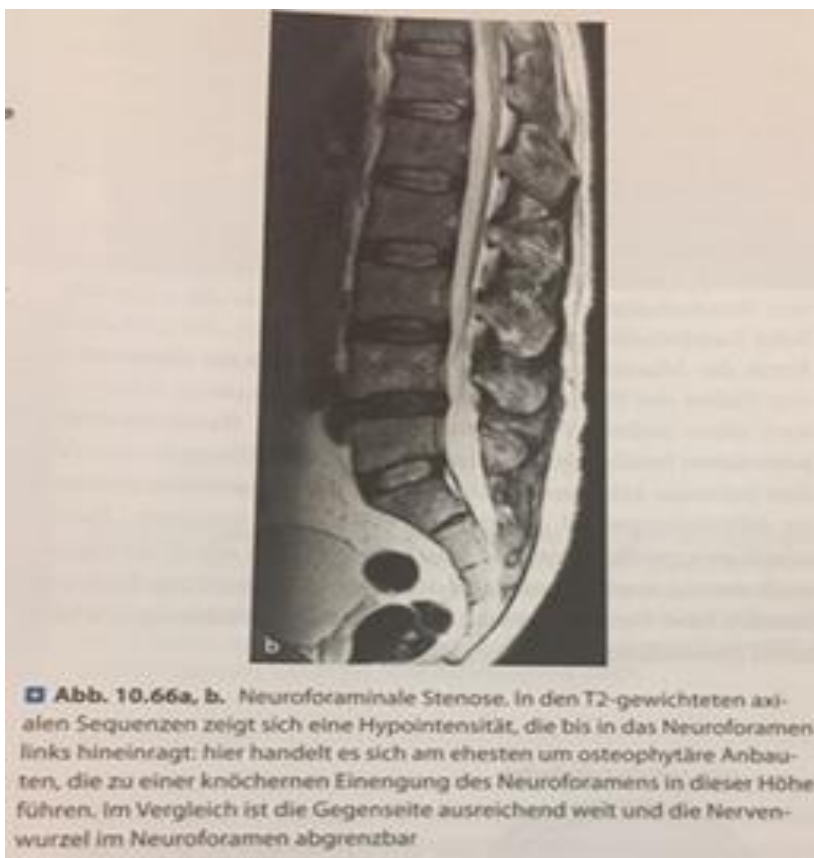 b
Abb. 10.66a, b. Neuroforaminale Stenose. In den T2-gewichteten axi-
alen Sequenzen zeigt sich eine Hypointensität, die bis in das Neuroforamen
links hineinragt: hier handelt es sich am ehesten um osteophytäre Anbau-
ten, die zu einer knöchernen Einengung des Neuroforamens in dieser Höhe
führen. Im Vergleich ist die Gegenseite ausreichend weit und die Nerven-
wurzel im Neuroforamen abgrenzbar